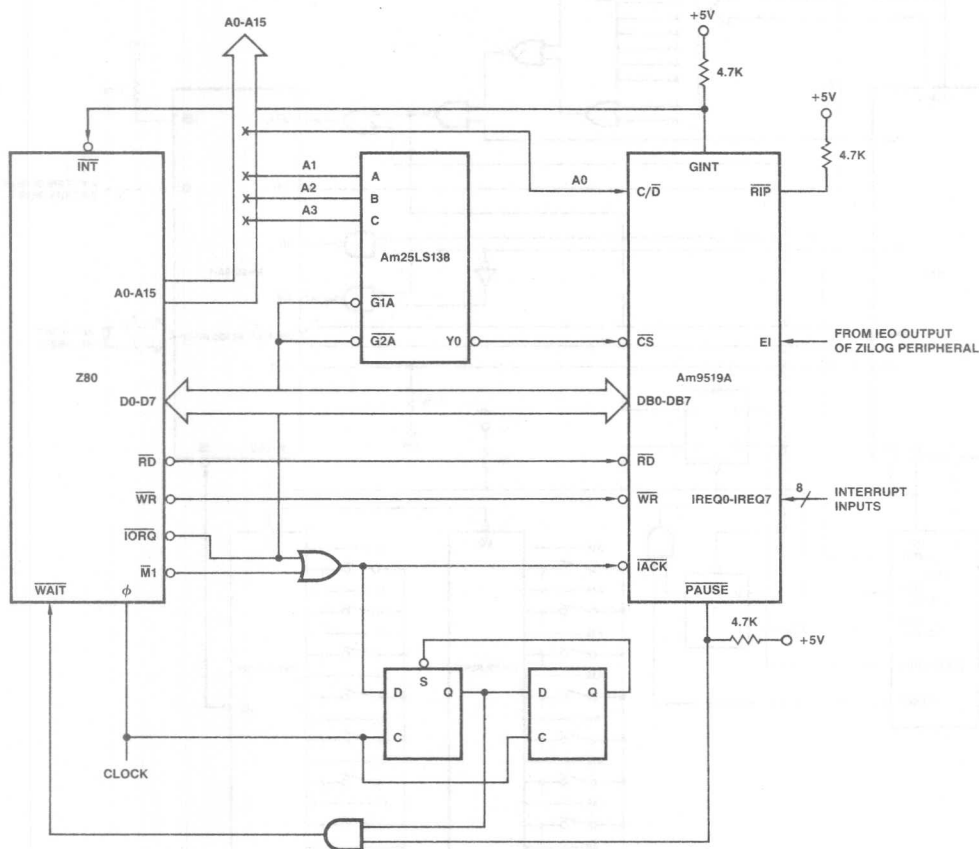 A0-A15
+5V
4.7K
+5V
4.7K
INT
GINT
RIP
A0
C/D
A1
A
A2
B
A3
C
Am25LS138
A0-A15
G1A
G2A
Y0
CS
EI
FROM IEO OUTPUT
OF ZILOG PERIPHERAL
Z80
Am9519A
D0-D7
DB0-DB7
RD
RD
WR
WR
IREQ0-IREQ7
8
INTERRUPT
INPUTS
IORQ
M1
IACK
WAIT
φ
PAUSE
4.7K
+5V
S
D
Q
D
Q
C
C
CLOCK